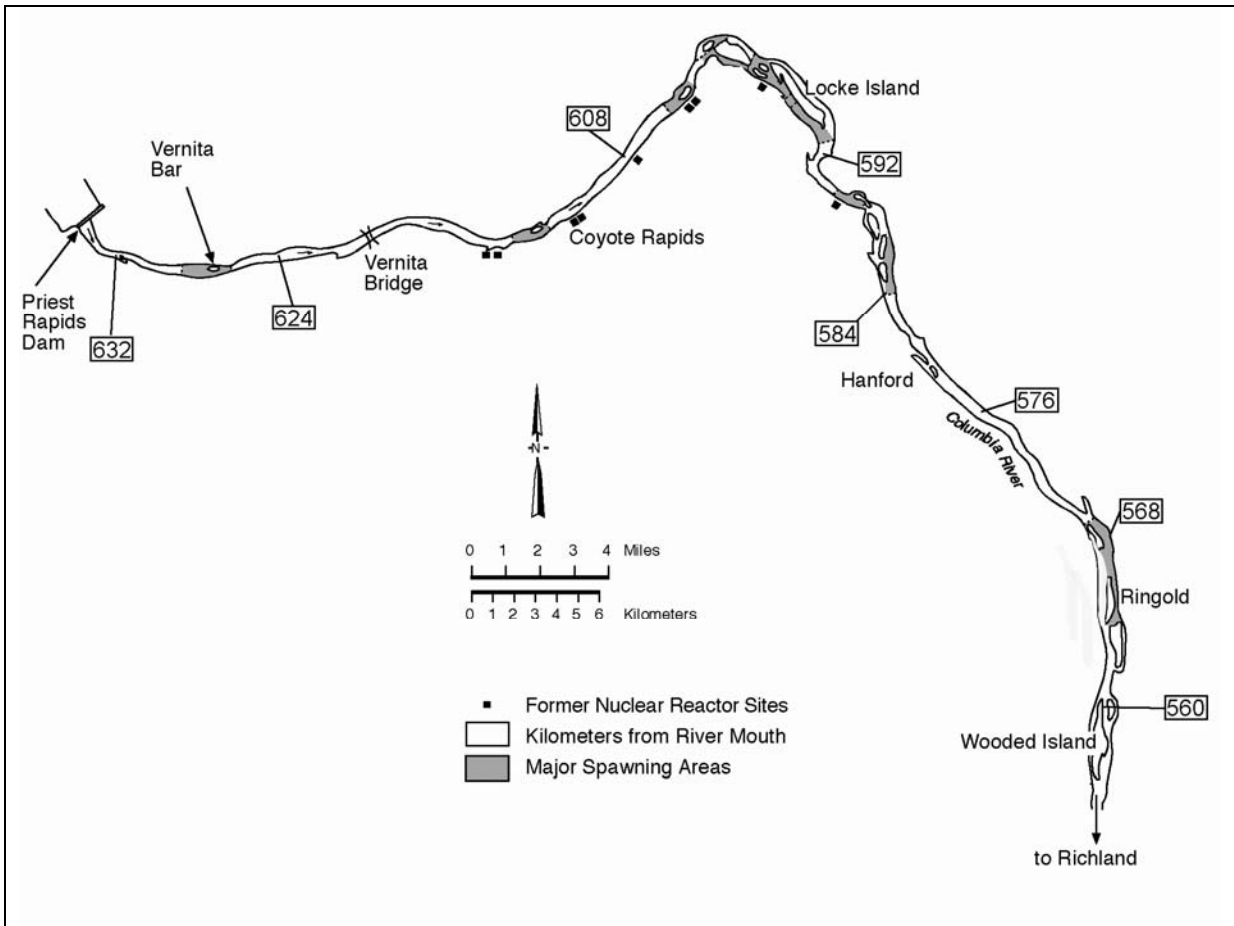 Locke Island
608
Vernita
Bar
592
Coyote Rapids
Vernita
Bridge
Priest
Rapids
Dam
632
624
584
Hanford
576
Columbia River
-N-
568
0 1 2 3 4 Miles
0 1 2 3 4 5 6 Kilometers
Ringold
Former Nuclear Reactor Sites
Kilometers from River Mouth
Major Spawning Areas
560
Wooded Island
to Richland